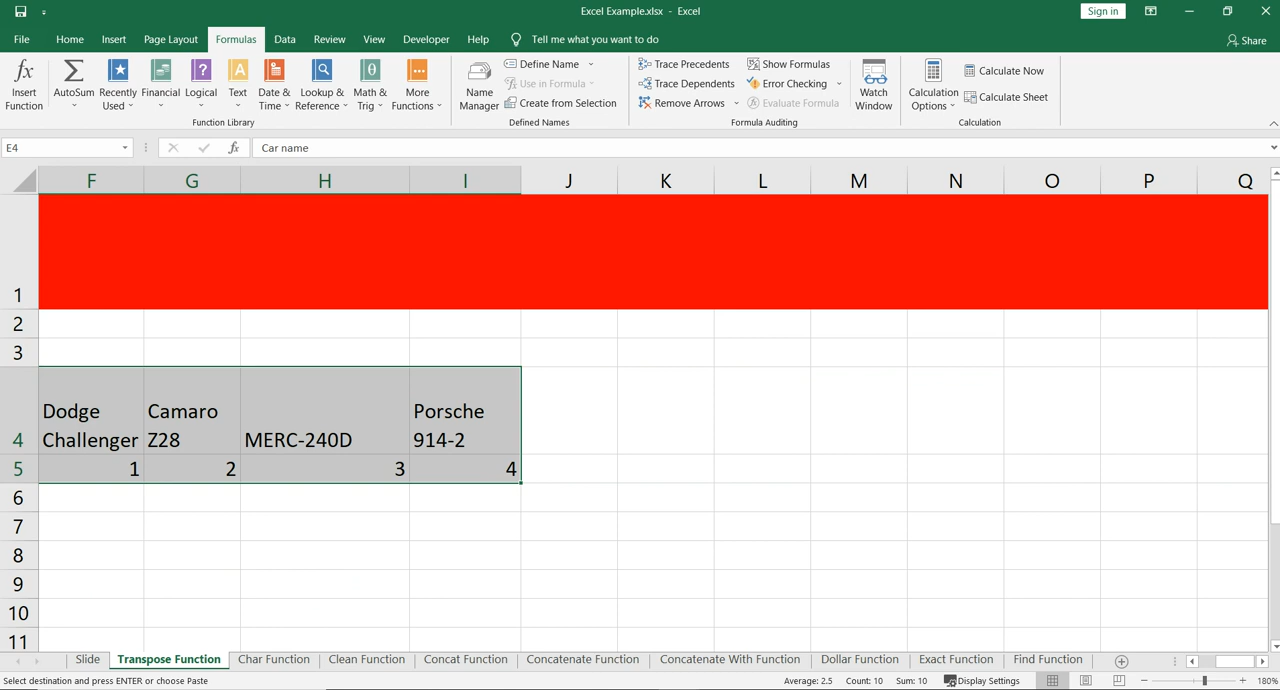 Excel Example.xlsx - Excel
Sign in
File Home Insert Page Layout Formulas Data Review View Developer Help Tell me what you want to do Share
fx Insert Function
Σ AutoSum
Recently Used
Financial
Logical
A Text
Date & Time
Lookup & Reference
θ Math & Trig
More Functions
Function Library
Name Manager
Define Name
Use in Formula
Create from Selection
Defined Names
Trace Precedents
Trace Dependents
Remove Arrows
Show Formulas
Error Checking
Evaluate Formula
Formula Auditing
Watch Window
Calculation Options
Calculate Now
Calculate Sheet
Calculation
E4 fx Car name
F G H I J K L M N O P Q
1
2
3
4 Dodge Challenger Camaro Z28 MERC-240D Porsche 914-2
5 1 2 3 4
6
7
8
9
10
11
Slide Transpose Function Char Function Clean Function Concat Function Concatenate Function Concatenate With Function Dollar Function Exact Function Find Function
Select destination and press ENTER or choose Paste Average: 2.5 Count: 10 Sum: 10 Display Settings 180%